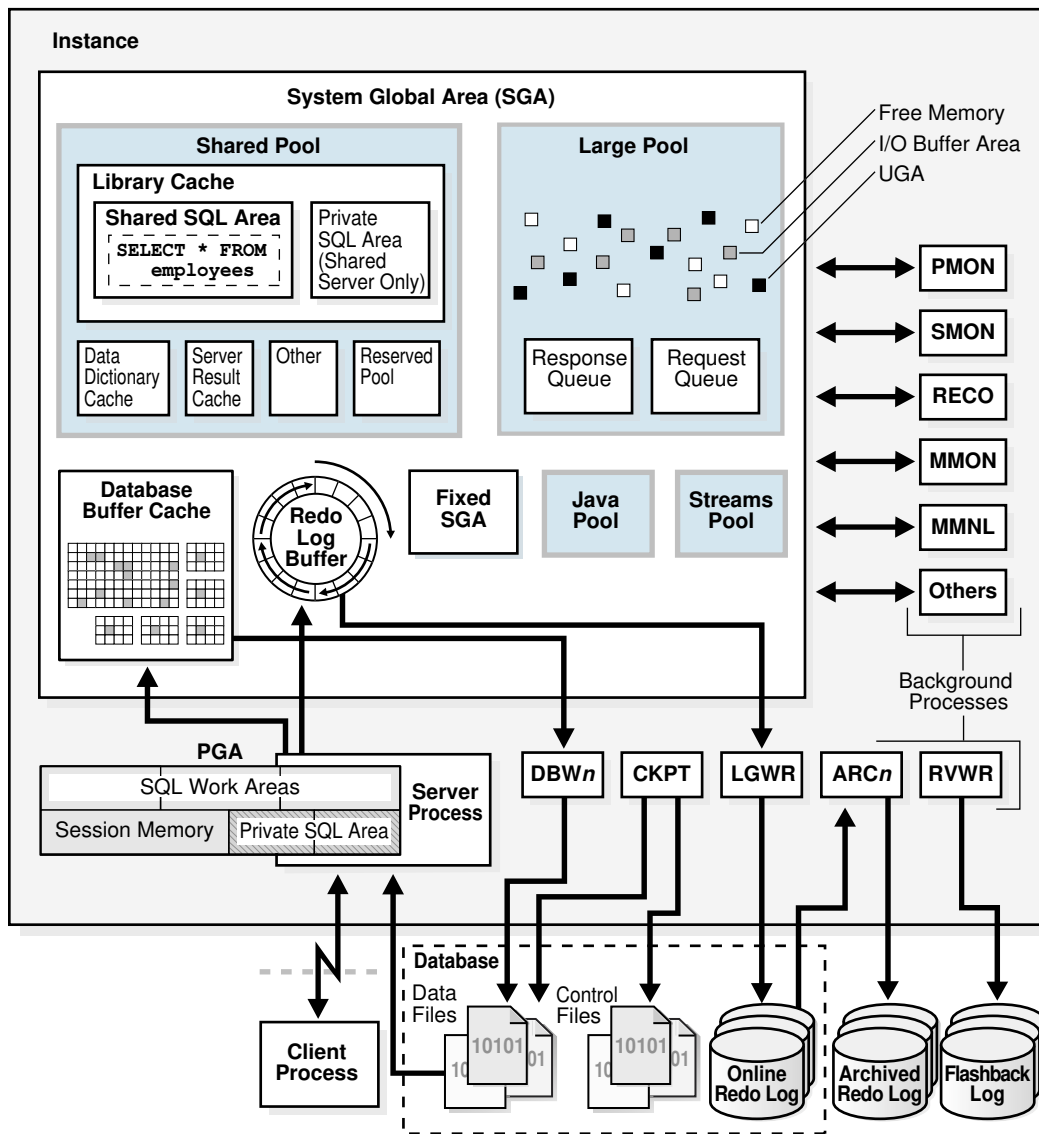 Instance
System Global Area (SGA)
Shared Pool
Library Cache
Shared SQL Area
SELECT * FROM
employees
Private
SQL Area
(Shared
Server Only)
Data
Dictionary
Cache
Server
Result
Cache
Other
Reserved
Pool
Large Pool
Response
Queue
Request
Queue
Free Memory
I/O Buffer Area
UGA
Database
Buffer Cache
Redo
Log
Buffer
Fixed
SGA
Java
Pool
Streams
Pool
PMON
SMON
RECO
MMON
MMNL
Others
Background
Processes
PGA
SQL Work Areas
Session Memory
Private SQL Area
Server
Process
DBWn
CKPT
LGWR
ARCn
RVWR
Client
Process
Database
Data
Files
10
10101
01
Control
Files
10
10101
01
Online
Redo Log
Archived
Redo Log
Flashback
Log